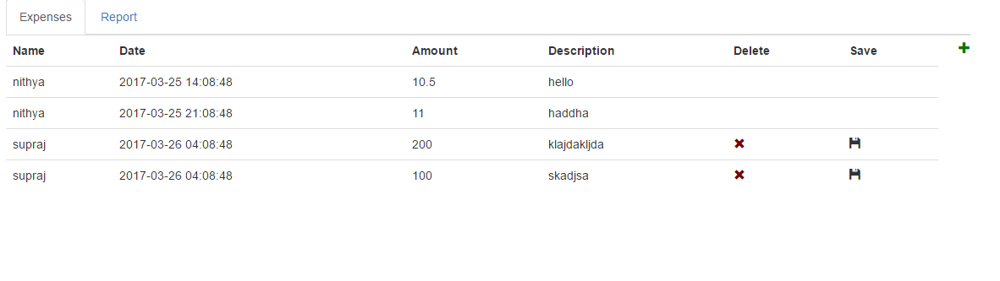 Expenses Report
Name Date Amount Description Delete Save
nithya 2017-03-25 14:08:48 10.5 hello
nithya 2017-03-25 21:08:48 11 haddha
supraj 2017-03-26 04:08:48 200 klajdakljda
supraj 2017-03-26 04:08:48 100 skadjsa